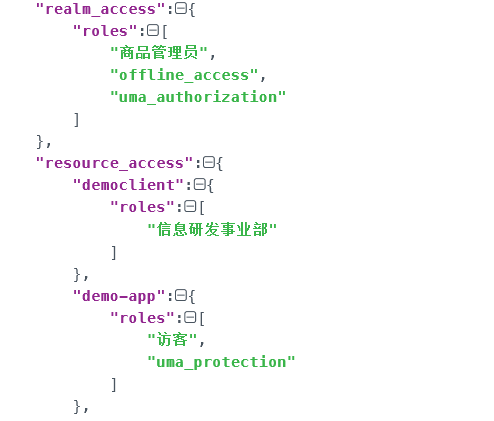 "realm_access":{
"roles":[
"商品管理员",
"offline_access",
"uma_authorization"
]
},
"resource_access":{
"democlient":{
"roles":[
"信息研发事业部"
]
},
"demo-app":{
"roles":[
"访客",
"uma_protection"
]
},